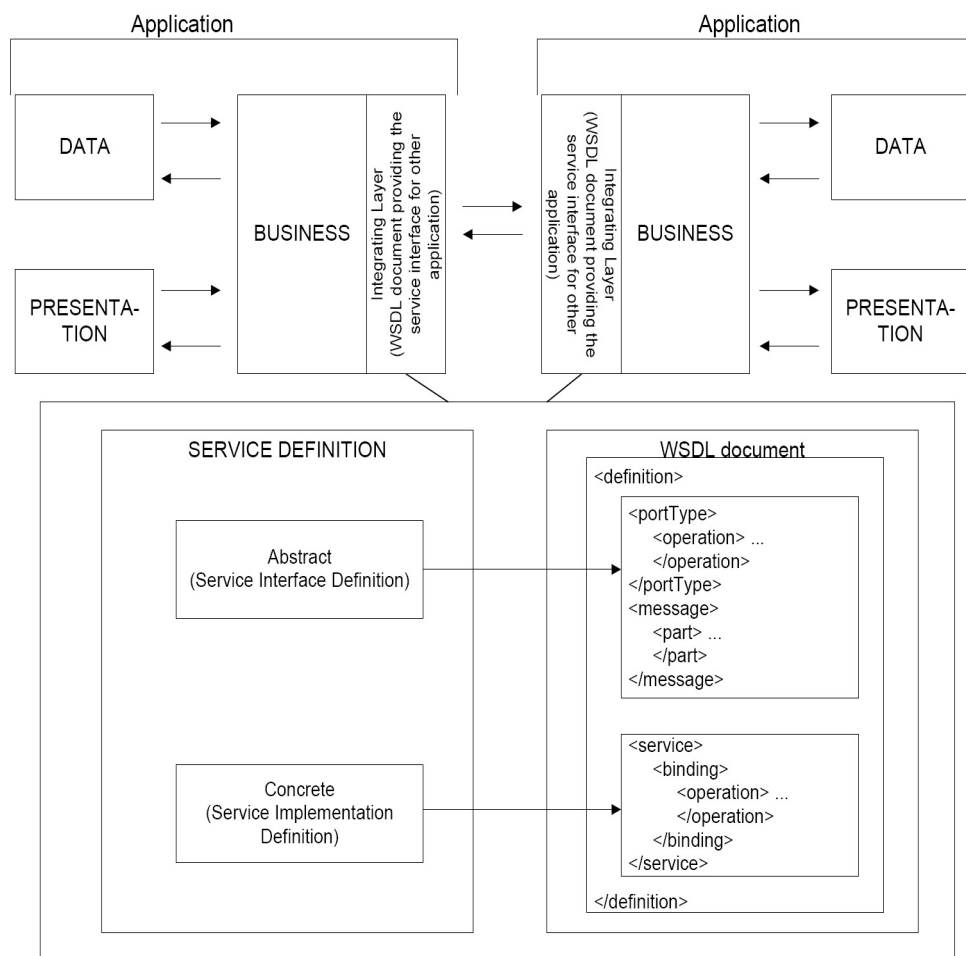 Application
Application
DATA
BUSINESS
Integrating Layer
(WSDL document providing the
service interface for other
application)
Integrating Layer
(WSDL document providing the
service interface for other
application)
BUSINESS
DATA
PRESENTA-
TION
PRESENTA-
TION
SERVICE DEFINITION
Abstract
(Service Interface Definition)
Concrete
(Service Implementation
Definition)
WSDL document
<definition>
<portType>
<operation> ...
</operation>
</portType>
<message>
<part> ...
</part>
</message>
<service>
<binding>
<operation> ...
</operation>
</binding>
</service>
</definition>